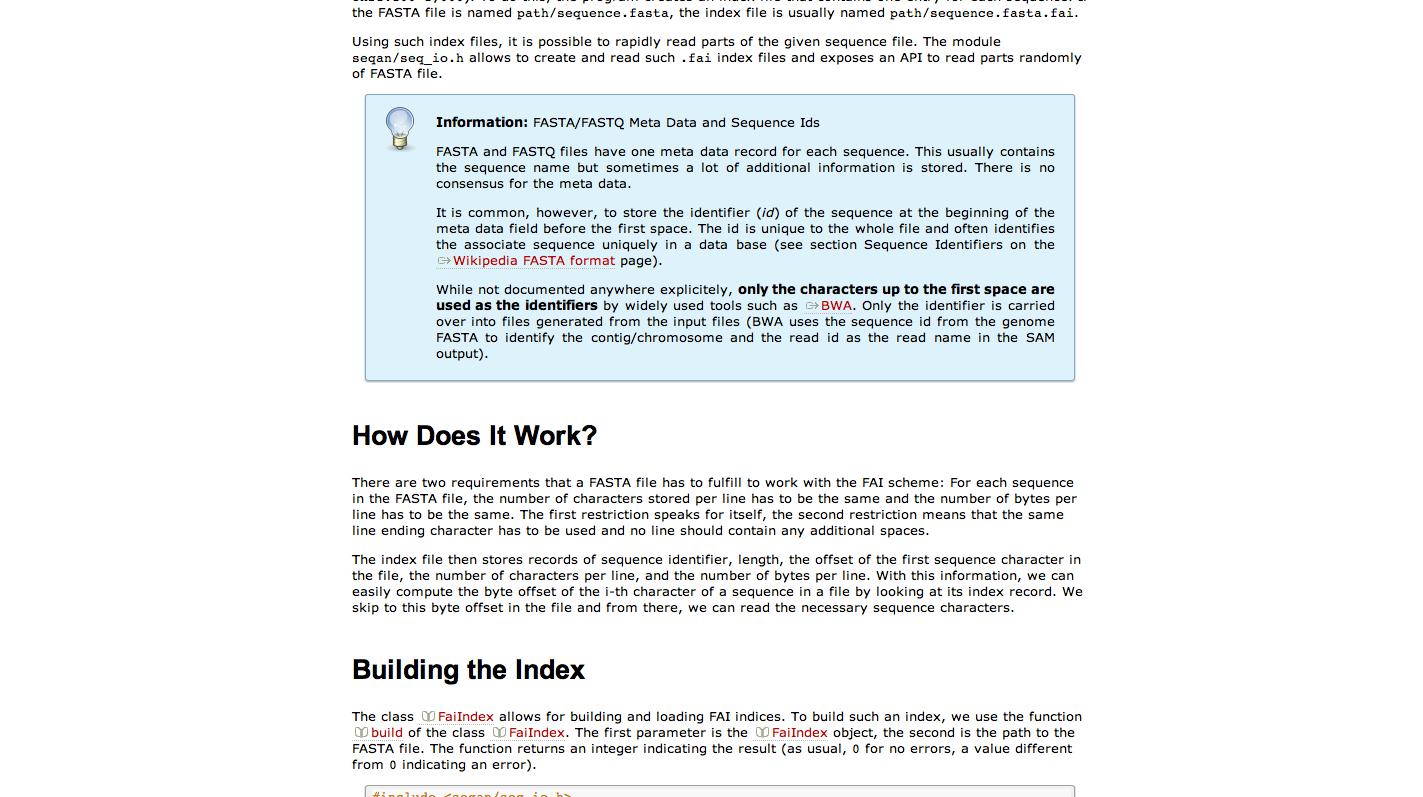 the FASTA file is named path/sequence.fasta, the index file is usually named path/sequence.fasta.fai.
Using such index files, it is possible to rapidly read parts of the given sequence file. The module
seqan/seq_io.h allows to create and read such .fai index files and exposes an API to read parts randomly
of FASTA file.
Information: FASTA/FASTQ Meta Data and Sequence Ids
FASTA and FASTQ files have one meta data record for each sequence. This usually contains
the sequence name but sometimes a lot of additional information is stored. There is no
consensus for the meta data.
It is common, however, to store the identifier (id) of the sequence at the beginning of the
meta data field before the first space. The id is unique to the whole file and often identifies
the associate sequence uniquely in a data base (see section Sequence Identifiers on the
Wikipedia FASTA format page).
While not documented anywhere explicitely, only the characters up to the first space are
used as the identifiers by widely used tools such as BWA. Only the identifier is carried
over into files generated from the input files (BWA uses the sequence id from the genome
FASTA to identify the contig/chromosome and the read id as the read name in the SAM
output).
How Does It Work?
There are two requirements that a FASTA file has to fulfill to work with the FAI scheme: For each sequence
in the FASTA file, the number of characters stored per line has to be the same and the number of bytes per
line has to be the same. The first restriction speaks for itself, the second restriction means that the same
line ending character has to be used and no line should contain any additional spaces.
The index file then stores records of sequence identifier, length, the offset of the first sequence character in
the file, the number of characters per line, and the number of bytes per line. With this information, we can
easily compute the byte offset of the i-th character of a sequence in a file by looking at its index record. We
skip to this byte offset in the file and from there, we can read the necessary sequence characters.
Building the Index
The class FaiIndex allows for building and loading FAI indices. To build such an index, we use the function
build of the class FaiIndex. The first parameter is the FaiIndex object, the second is the path to the
FASTA file. The function returns an integer indicating the result (as usual, 0 for no errors, a value different
from 0 indicating an error).
#include <seqan/seq_io.h>